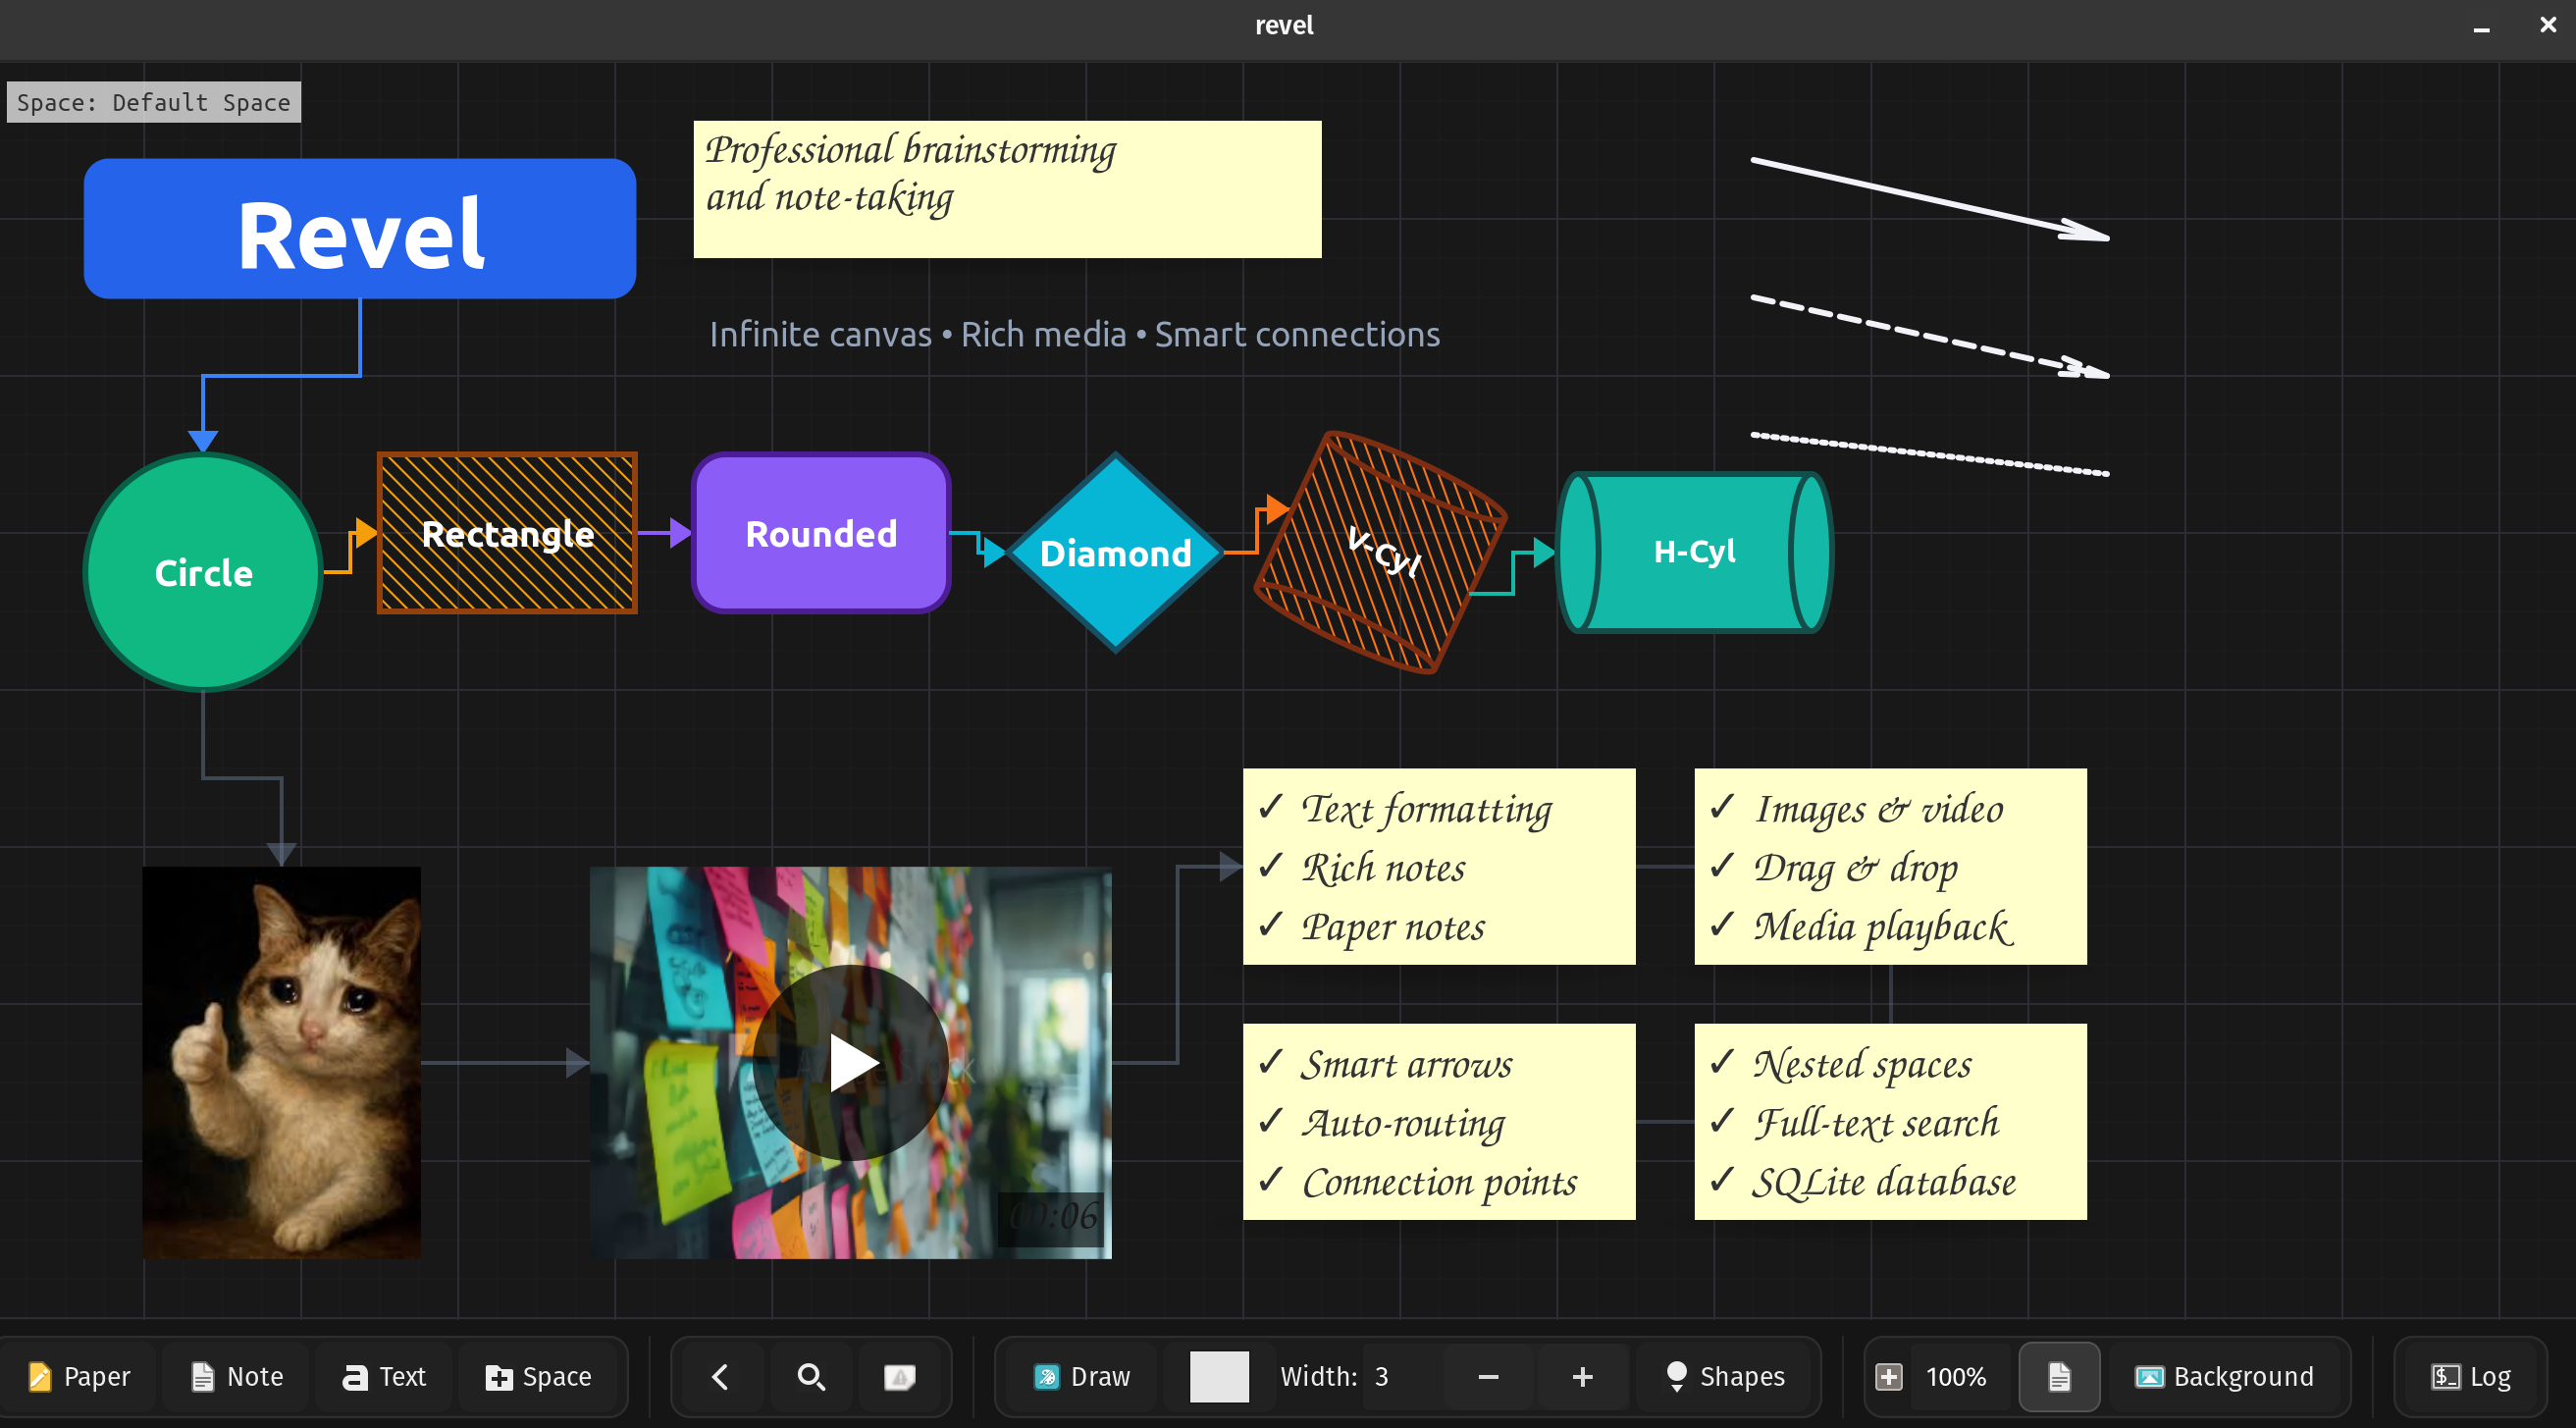 revel
Space: Default Space
Revel
Professional brainstorming
and note-taking
Infinite canvas • Rich media • Smart connections
Circle
Rectangle
Rounded
Diamond
V-Cyl
H-Cyl
✓ Text formatting
✓ Rich notes
✓ Paper notes
✓ Images & video
✓ Drag & drop
✓ Media playback
00:06
✓ Smart arrows
✓ Auto-routing
✓ Connection points
✓ Nested spaces
✓ Full-text search
✓ SQLite database
Paper
Note
Text
Space
Draw
Width: 3
Shapes
100%
Background
Log